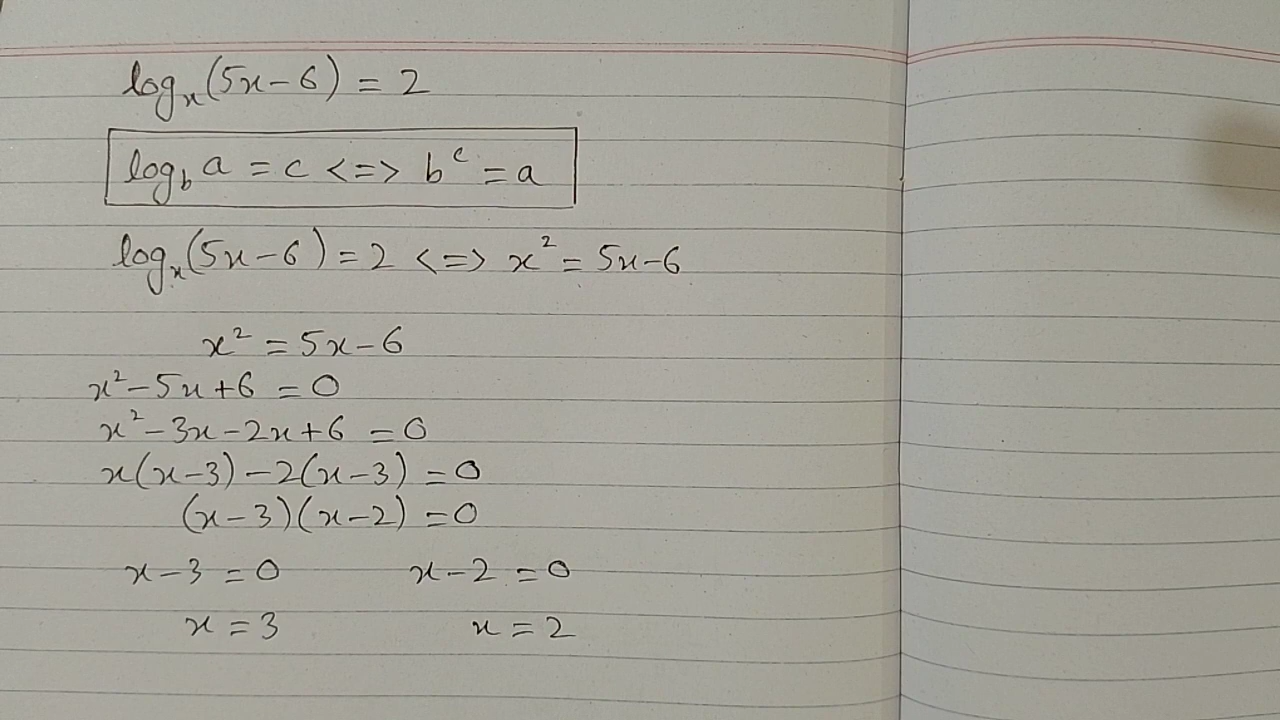 logₓ(5x-6) = 2
log_b a = c <=> b^c = a
logₓ(5x-6) = 2 <=> x² = 5x-6
x² = 5x-6
x²-5x+6 = 0
x²-3x-2x+6 = 0
x(x-3)-2(x-3) = 0
(x-3)(x-2) = 0
x-3 = 0 x-2 = 0
x = 3 x = 2